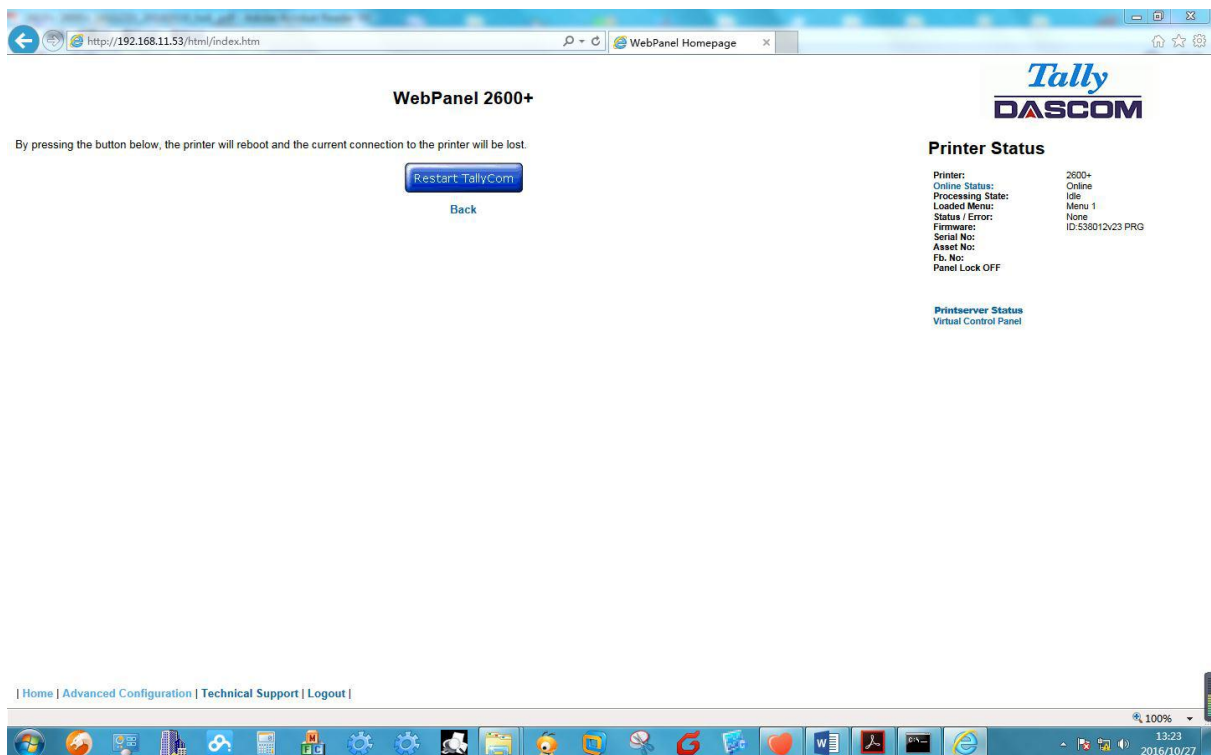 http://192.168.11.53/html/index.htm
WebPanel Homepage
Tally
DASCOM
WebPanel 2600+
By pressing the button below, the printer will reboot and the current connection to the printer will be lost.
Restart TallyCom
Back
Printer Status
Printer: 2600+
Online Status: Online
Processing State: Idle
Loaded Menu: Menu 1
Status / Error: None
Firmware: ID:538012v23 PRG
Serial No:
Asset No:
Fb. No:
Panel Lock OFF
Printserver Status
Virtual Control Panel
| Home | Advanced Configuration | Technical Support | Logout |
100%
13:23
2016/10/27